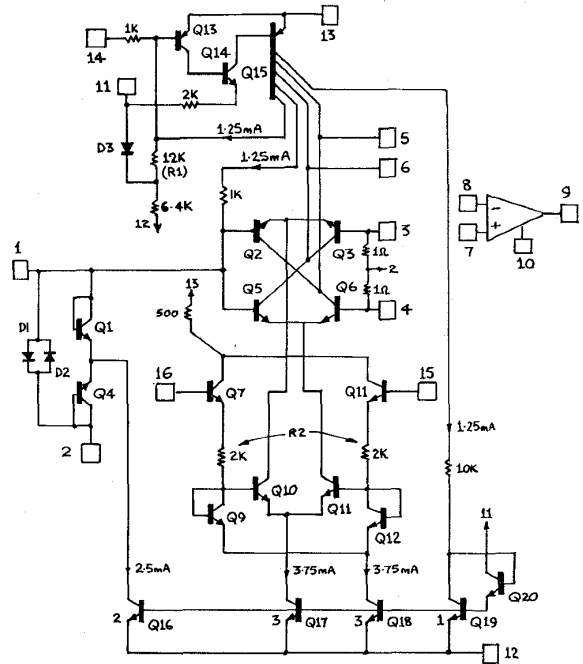 13
1K
Q13
14
Q14
Q15
11
2K
1.25mA
5
D3
12K
(R1)
1.25mA
6
6.4K
1K
12
8
-
9
7
+
10
3
Q2
Q3
1Ω
1
2
Q5
Q6
1Ω
4
13
500
Q1
D1
D2
Q4
16
Q7
Q11
15
2
R2
2K
2K
1.25mA
10K
Q10
Q11
Q9
Q12
11
2.5mA
3.75mA
3.75mA
Q20
2
Q16
3
Q17
3
Q18
1
Q19
12